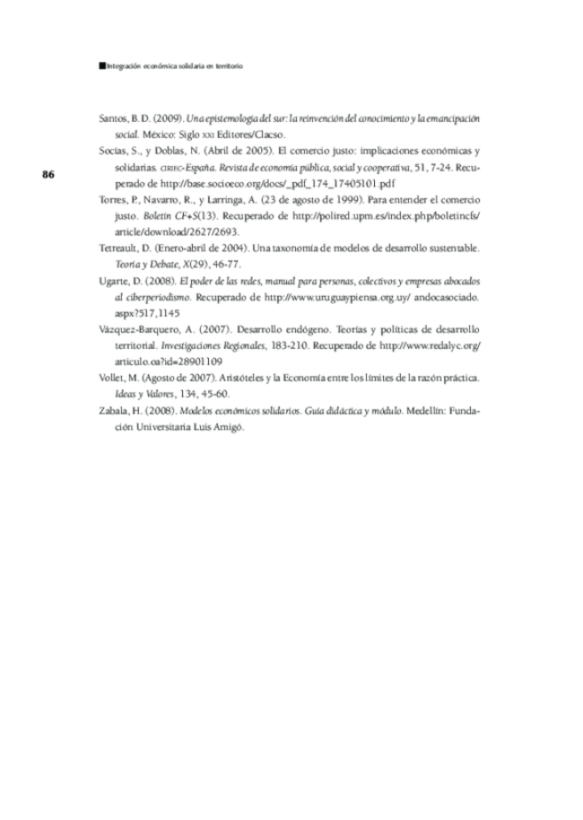 Integración económica solidaria en territorio
Santos, B. D. (2009). Una epistemología del sur: la reinvención del conocimiento y la emancipación
social. México: Siglo XXI Editores/Clacso.
Socías, S., y Doblas, N. (Abril de 2005). El comercio justo: implicaciones económicas y
solidarias. CIRIEC-España. Revista de economía pública, social y cooperativa, 51, 7-24. Recu-
86
perado de http://base.socioeco.org/docs/_pdf_174_17405101.pdf
Torres, P., Navarro, R., y Larringa, A. (23 de agosto de 1999). Para entender el comercio
justo. Boletín CF+S(13). Recuperado de http://polired.upm.es/index.php/boletincfs/
article/download/2627/2693.
Tetreault, D. (Enero-abril de 2004). Una taxonomía de modelos de desarrollo sustentable.
Teoría y Debate, X(29), 46-77.
Ugarte, D. (2008). El poder de las redes, manual para personas, colectivos y empresas abocados
al ciberperiodismo. Recuperado de http://www.uruguaypiensa.org.uy/ andocasociado.
aspx?517,1145
Vázquez-Barquero, A. (2007). Desarrollo endógeno. Teorías y políticas de desarrollo
territorial. Investigaciones Regionales, 183-210. Recuperado de http://www.redalyc.org/
articulo.oa?id=28901109
Vollet, M. (Agosto de 2007). Aristóteles y la Economía entre los límites de la razón práctica.
Ideas y Valores, 134, 45-60.
Zabala, H. (2008). Modelos económicos solidarios. Guía didáctica y módulo. Medellín: Funda-
ción Universitaria Luis Amigó.